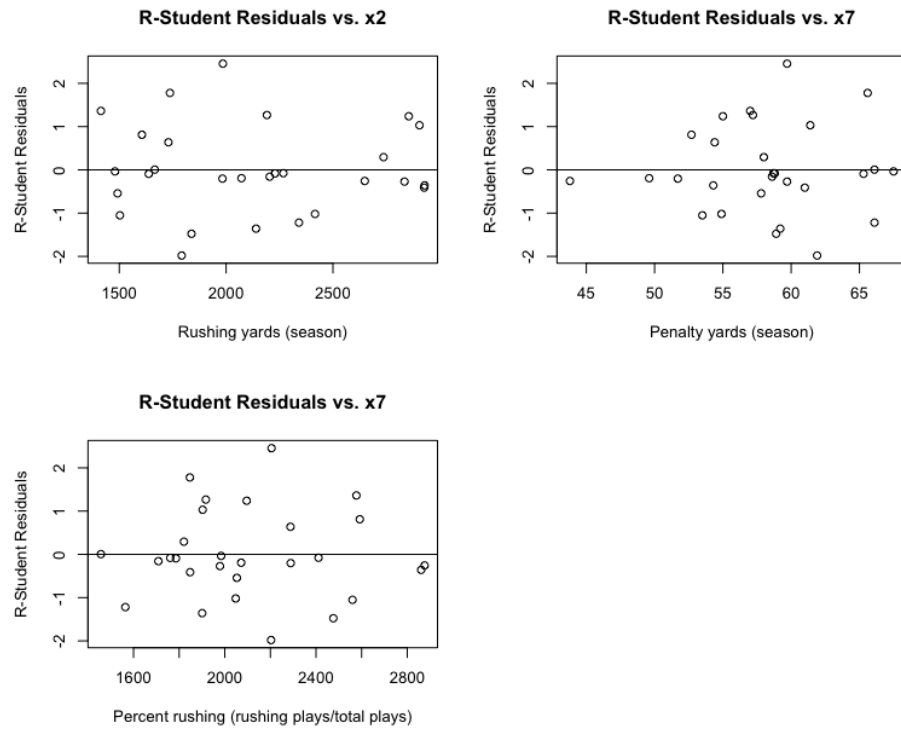 R-Student Residuals vs. x2
R-Student Residuals vs. x7
R-Student Residuals
2
1
0
-1
-2
1500 2000 2500
Rushing yards (season)
R-Student Residuals
2
1
0
-1
-2
45 50 55 60 65
Penalty yards (season)
R-Student Residuals vs. x7
R-Student Residuals
2
1
0
-1
-2
1600 2000 2400 2800
Percent rushing (rushing plays/total plays)